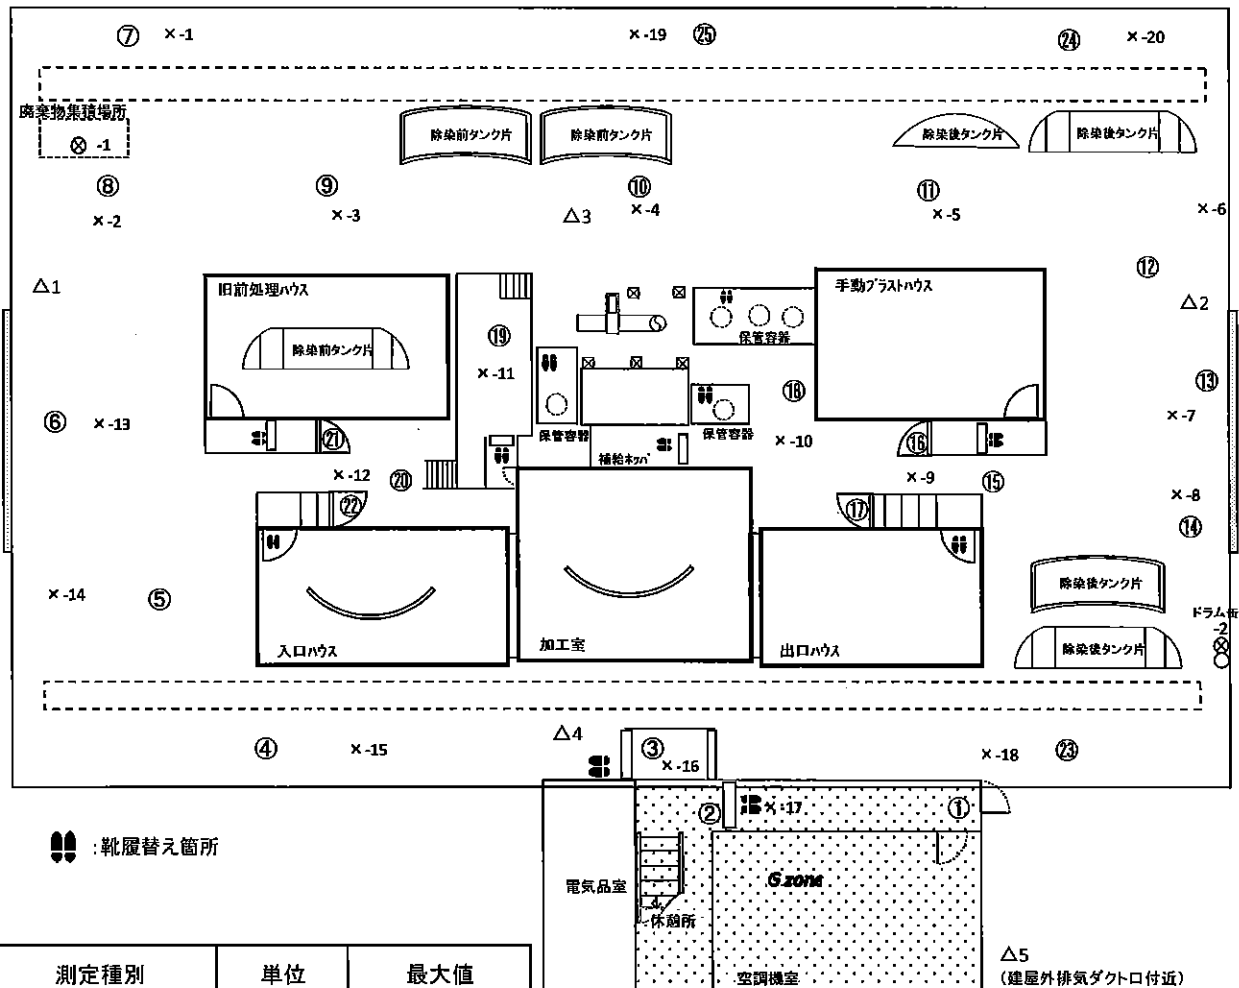 ⑦ ×-1 ×-19 ㉕ ㉔ ×-20
廃棄物集積場所
⊗ -1
除染前タンク片 除染前タンク片 除染後タンク片 除染後タンク片
⑧ ⑨ ⑩ ⑪
×-2 ×-3 △3 ×-4 ×-5 ×-6
⑫
△1 旧前処理ハウス 手動ブラストハウス △2
⑲ 保管容器
除染前タンク片
×-11 ⑱ ⑬
⑥ ×-13 ×-7
保管容器 保管容器
㉑ ×-10 ⑯
補給ホッパ
×-12 ⑳ ×-9 ⑮
×-8
㉒ ⑰ ⑭
除染後タンク片
×-14 ⑤
ドラム缶
-2
入口ハウス 加工室 出口ハウス 除染後タンク片
④ ×-15 △4 ③ ×-16 ×-18 ㉓
② ×-17 ①
:靴履替え箇所
電気品室 G zone
休憩所
空調機室
△5
(建屋外排気ダクト口付近)
測定種別 単位 最大値